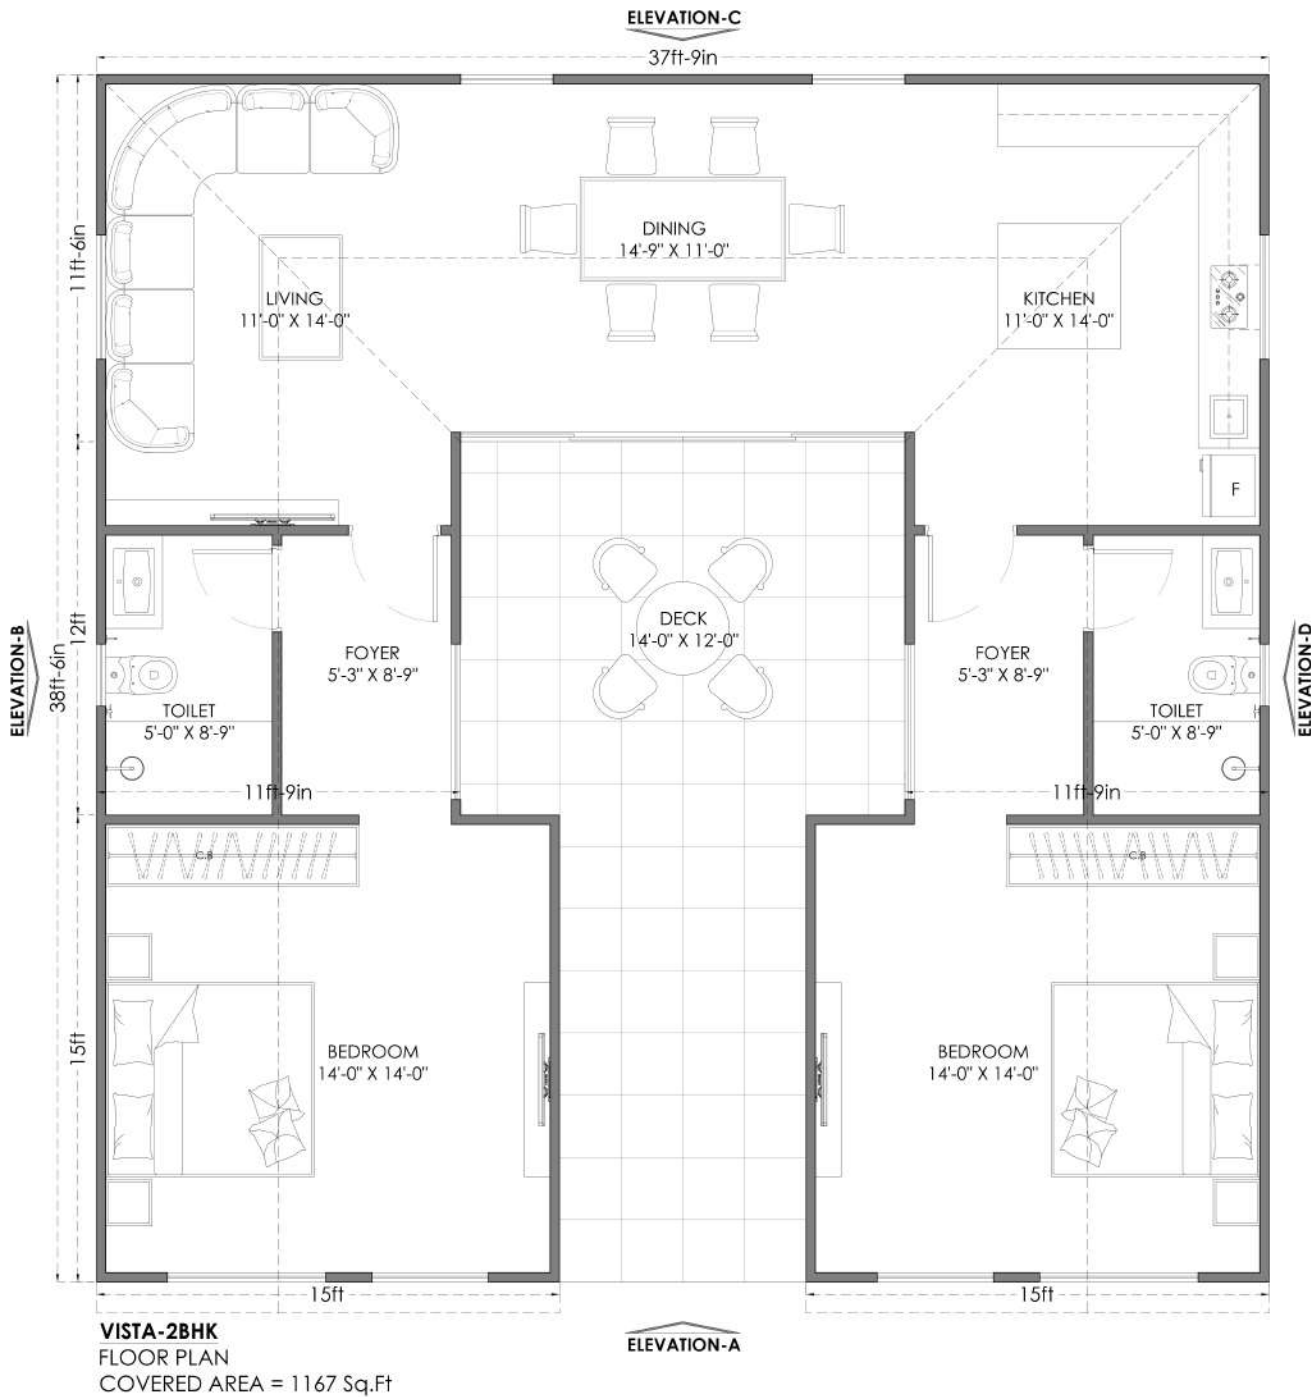 ELEVATION-C
37ft-9in
11ft-6in
DINING
14'-9" X 11'-0"
LIVING
11'-0" X 14'-0"
KITCHEN
11'-0" X 14'-0"
F
ELEVATION-B
38ft-6in
12ft
DECK
14'-0" X 12'-0"
ELEVATION-D
FOYER
5'-3" X 8'-9"
FOYER
5'-3" X 8'-9"
TOILET
5'-0" X 8'-9"
TOILET
5'-0" X 8'-9"
11ft-9in
11ft-9in
C.B
C.B
15ft
BEDROOM
14'-0" X 14'-0"
BEDROOM
14'-0" X 14'-0"
15ft
15ft
VISTA-2BHK
ELEVATION-A
FLOOR PLAN
COVERED AREA = 1167 Sq.Ft